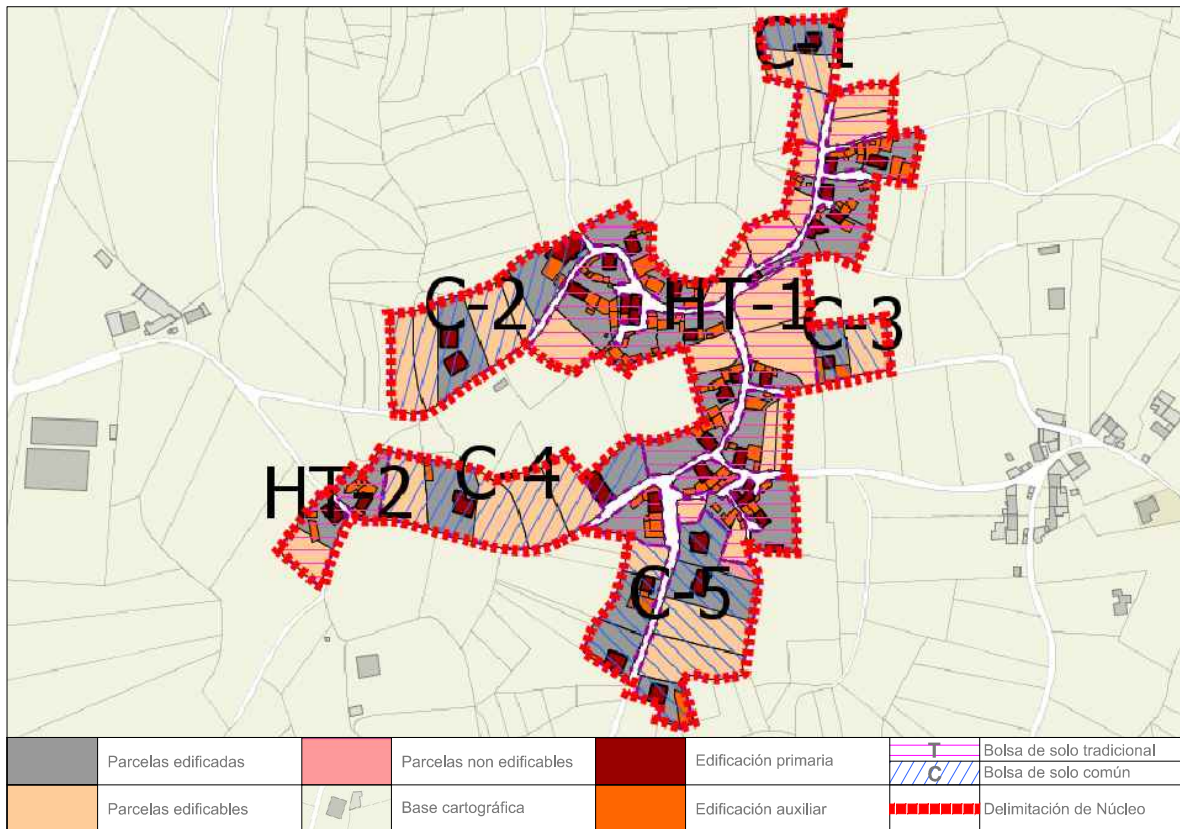 C-1
C-2
HT-1
C-3
HT-2
C-4
C-5
Parcelas edificadas
Parcelas non edificables
Edificación primaria
T
Bolsa de solo tradicional
C
Bolsa de solo común
Parcelas edificables
Base cartográfica
Edificación auxiliar
Delimitación de Núcleo